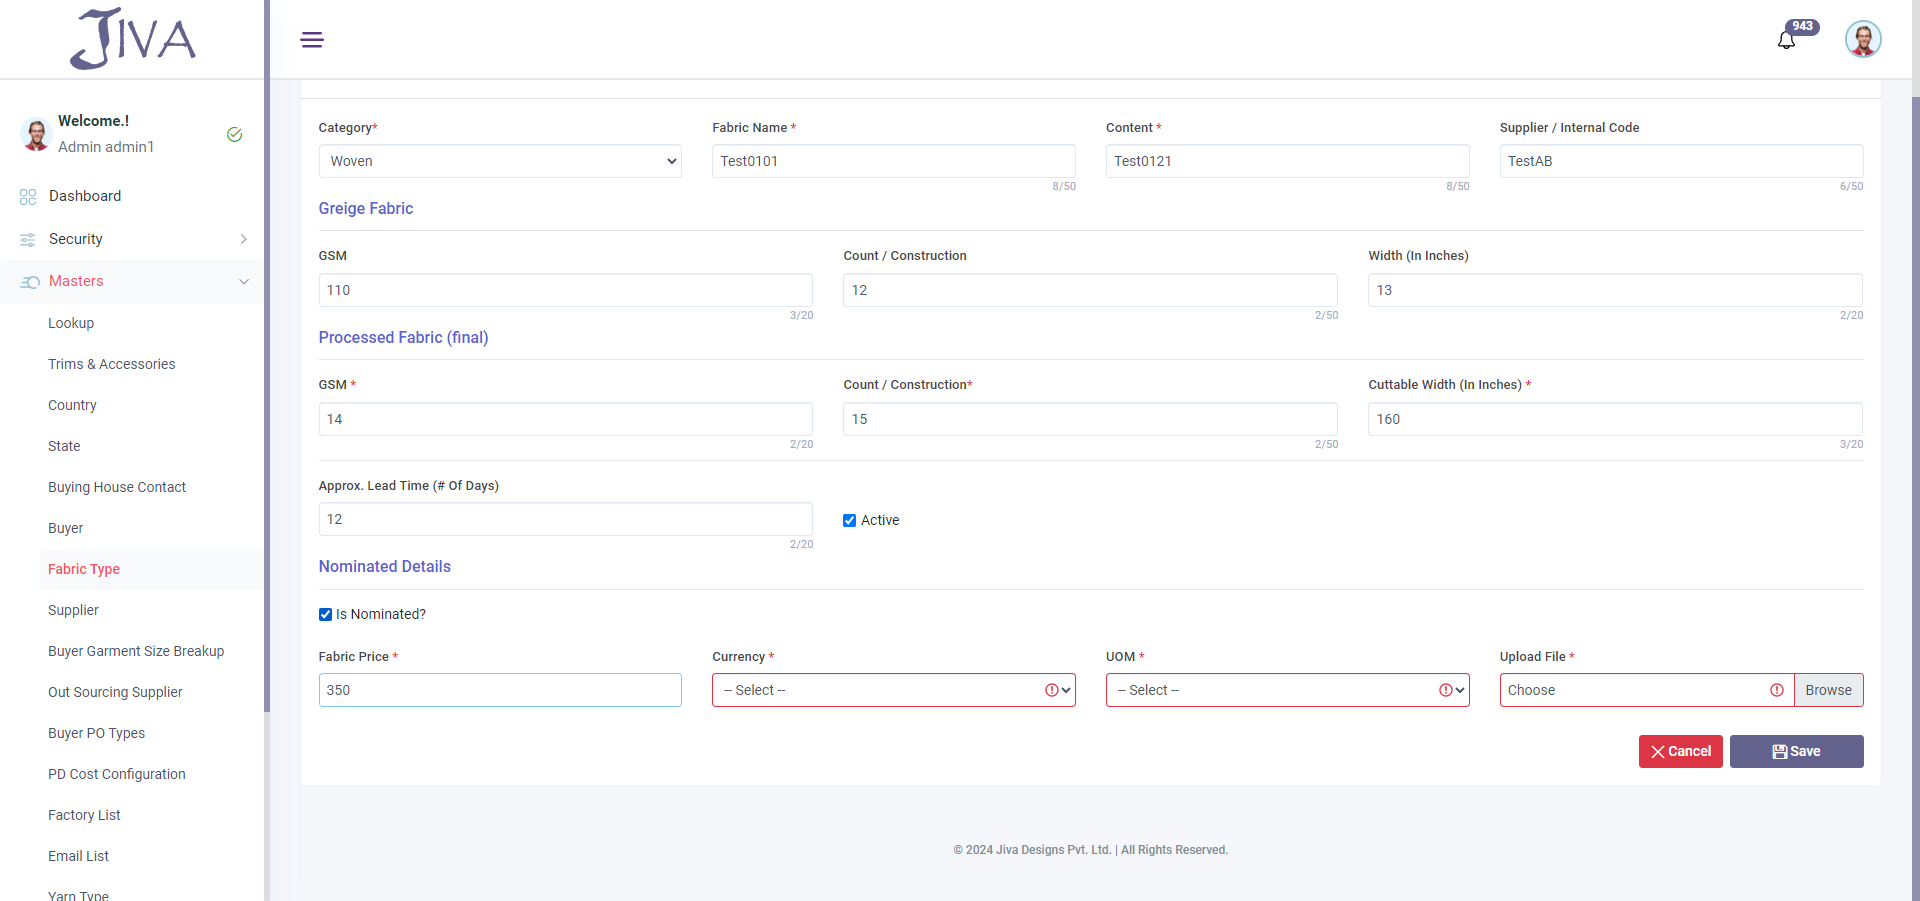 JIVA
943
Welcome.!
Admin admin1
Dashboard
Security
Masters
Lookup
Trims & Accessories
Country
State
Buying House Contact
Buyer
Fabric Type
Supplier
Buyer Garment Size Breakup
Out Sourcing Supplier
Buyer PO Types
PD Cost Configuration
Factory List
Email List
Yarn Type
Category* Fabric Name * Content * Supplier / Internal Code
Woven Test0101 Test0121 TestAB
8/50 8/50 6/50
Greige Fabric
GSM Count / Construction Width (In Inches)
110 12 13
3/20 2/50 2/20
Processed Fabric (final)
GSM * Count / Construction* Cuttable Width (In Inches) *
14 15 160
2/20 2/50 3/20
Approx. Lead Time (# Of Days)
12 Active
2/20
Nominated Details
Is Nominated?
Fabric Price * Currency * UOM * Upload File *
350 -- Select -- -- Select -- Choose Browse
Cancel Save
© 2024 Jiva Designs Pvt. Ltd. | All Rights Reserved.